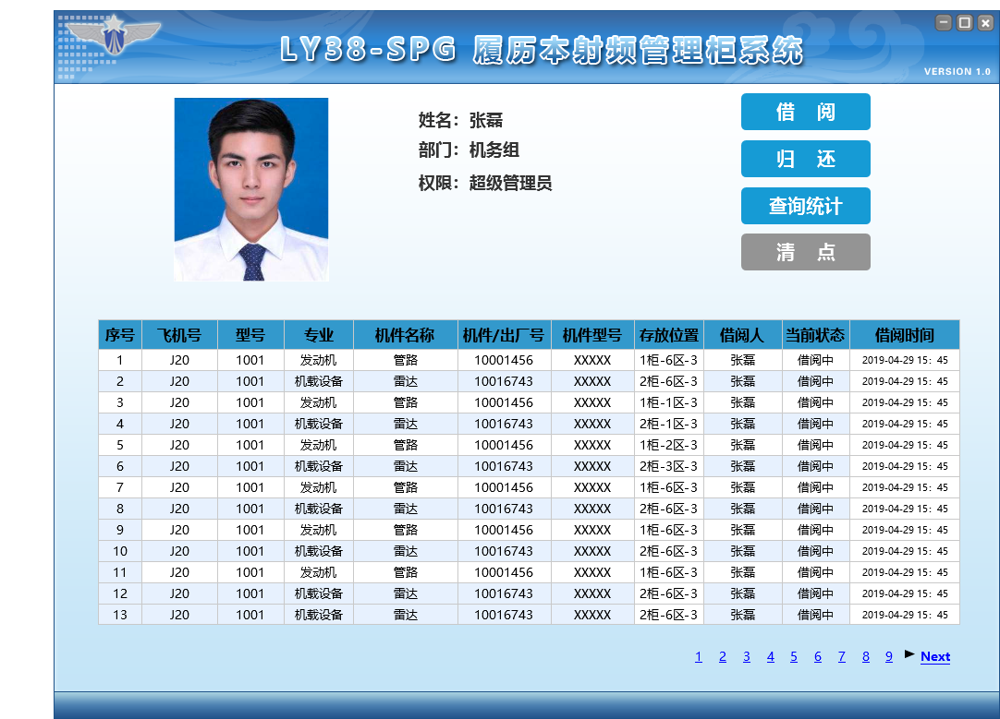 LY38-SPG 履历本射频管理柜系统
VERSION 1.0
姓名：张磊
部门：机务组
权限：超级管理员
借 阅
归 还
查询统计
清 点
序号 飞机号 型号 专业 机件名称 机件/出厂号 机件型号 存放位置 借阅人 当前状态 借阅时间
1 J20 1001 发动机 管路 10001456 XXXXX 1柜-6区-3 张磊 借阅中 2019-04-29 15：45
2 J20 1001 机载设备 雷达 10016743 XXXXX 2柜-6区-3 张磊 借阅中 2019-04-29 15：45
3 J20 1001 发动机 管路 10001456 XXXXX 1柜-1区-3 张磊 借阅中 2019-04-29 15：45
4 J20 1001 机载设备 雷达 10016743 XXXXX 2柜-1区-3 张磊 借阅中 2019-04-29 15：45
5 J20 1001 发动机 管路 10001456 XXXXX 1柜-2区-3 张磊 借阅中 2019-04-29 15：45
6 J20 1001 机载设备 雷达 10016743 XXXXX 2柜-3区-3 张磊 借阅中 2019-04-29 15：45
7 J20 1001 发动机 管路 10001456 XXXXX 1柜-6区-3 张磊 借阅中 2019-04-29 15：45
8 J20 1001 机载设备 雷达 10016743 XXXXX 2柜-6区-3 张磊 借阅中 2019-04-29 15：45
9 J20 1001 发动机 管路 10001456 XXXXX 1柜-6区-3 张磊 借阅中 2019-04-29 15：45
10 J20 1001 机载设备 雷达 10016743 XXXXX 2柜-6区-3 张磊 借阅中 2019-04-29 15：45
11 J20 1001 发动机 管路 10001456 XXXXX 1柜-6区-3 张磊 借阅中 2019-04-29 15：45
12 J20 1001 机载设备 雷达 10016743 XXXXX 2柜-6区-3 张磊 借阅中 2019-04-29 15：45
13 J20 1001 机载设备 雷达 10016743 XXXXX 2柜-6区-3 张磊 借阅中 2019-04-29 15：45
1 2 3 4 5 6 7 8 9 ► Next